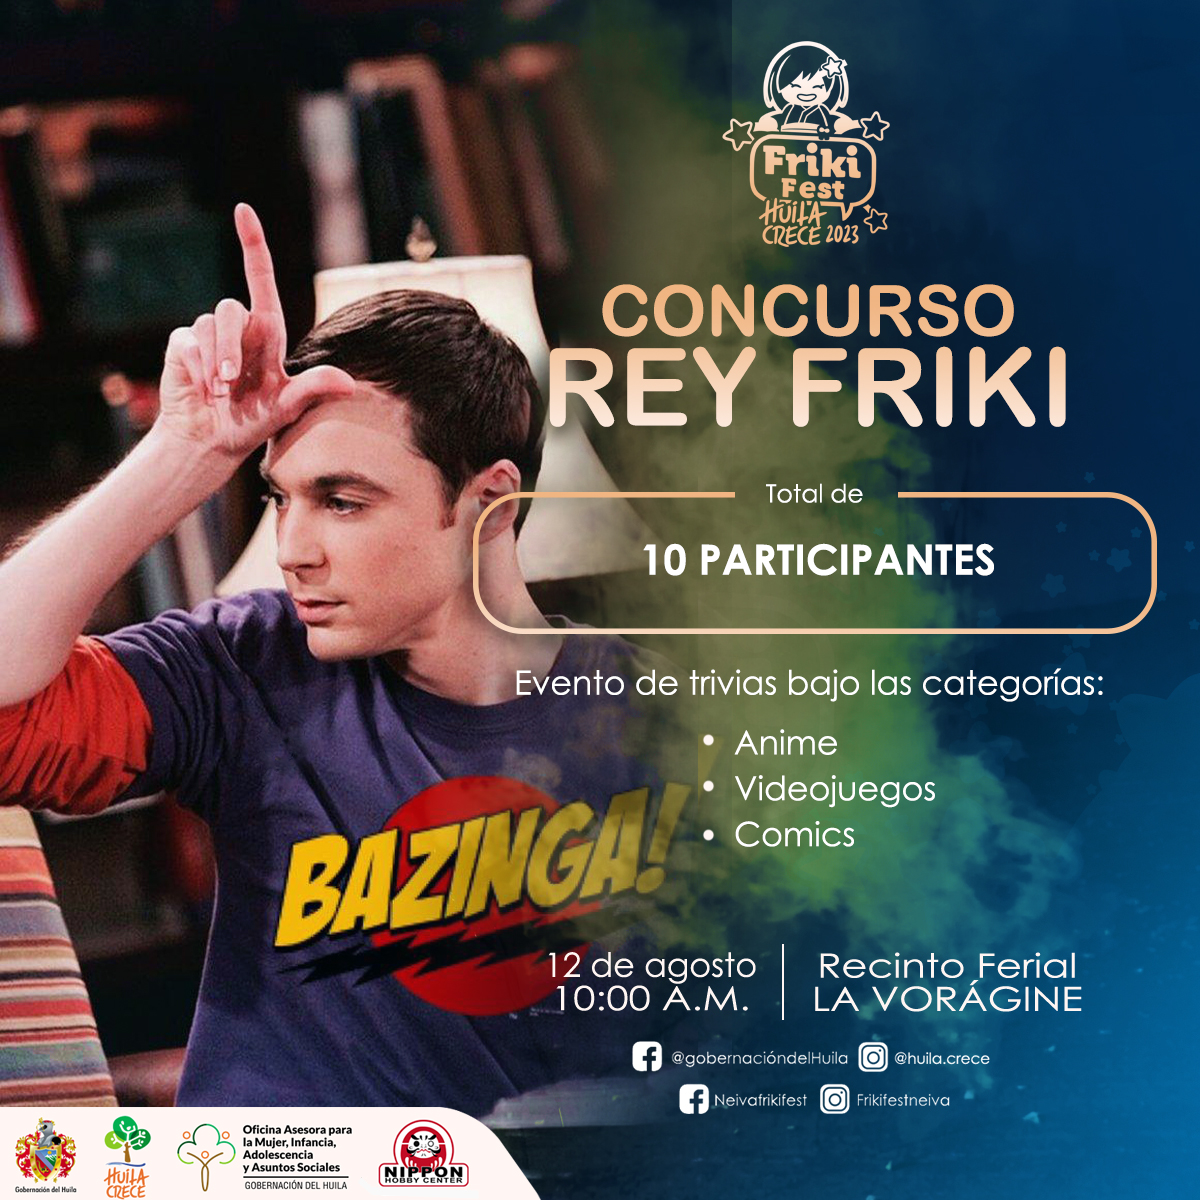 Friki
Fest
HUILA
CRECE 2023
CONCURSO
REY FRIKI
Total de
10 PARTICIPANTES
Evento de trivias bajo las categorías:
• Anime
• Videojuegos
• Comics
BAZINGA!
12 de agosto
10:00 A.M.
Recinto Ferial
LA VORÁGINE
@gobernacióndelHuila @huila.crece
Neivafrikifest Frikifestneiva
Gobernación del Huila
HUILA
CRECE
Oficina Asesora para
la Mujer, Infancia,
Adolescencia
y Asuntos Sociales
GOBERNACIÓN DEL HUILA
NIPPON
HOBBY CENTER